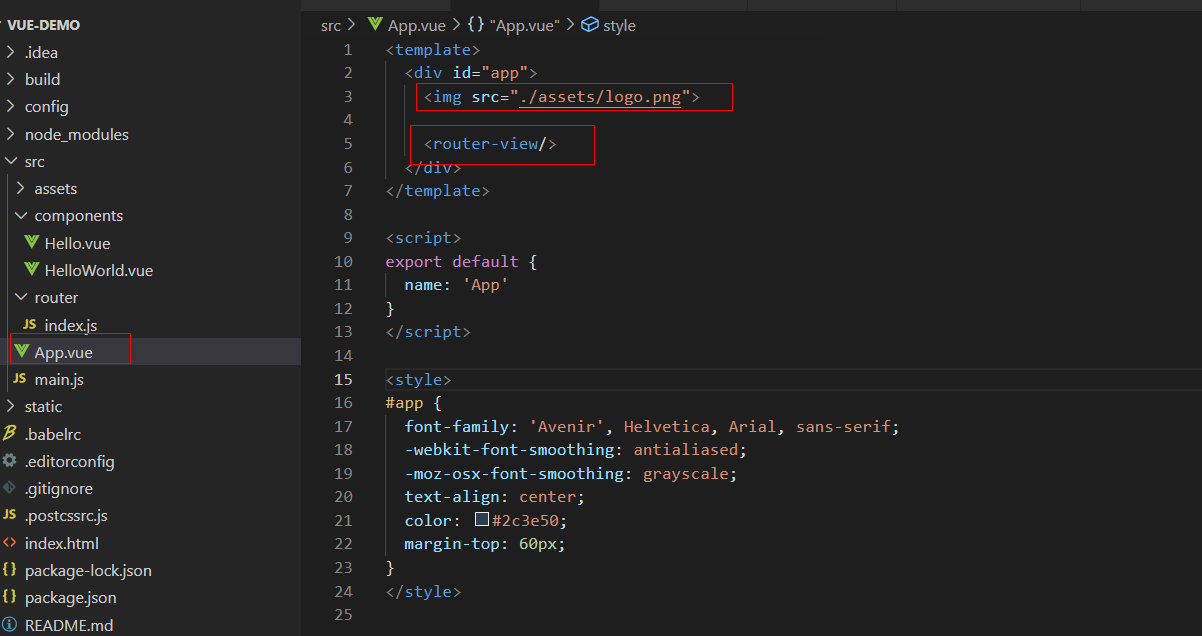 VUE-DEMO
.idea
build
config
node_modules
src
assets
components
Hello.vue
HelloWorld.vue
router
JS index.js
App.vue
JS main.js
static
.babelrc
.editorconfig
.gitignore
JS .postcssrc.js
<> index.html
{} package-lock.json
{} package.json
README.md
src > App.vue > {} "App.vue" > style
1 <template>
2 <div id="app">
3 <img src="./assets/logo.png">
4
5 <router-view/>
6 </div>
7 </template>
8
9 <script>
10 export default {
11 name: 'App'
12 }
13 </script>
14
15 <style>
16 #app {
17 font-family: 'Avenir', Helvetica, Arial, sans-serif;
18 -webkit-font-smoothing: antialiased;
19 -moz-osx-font-smoothing: grayscale;
20 text-align: center;
21 color: #2c3e50;
22 margin-top: 60px;
23 }
24 </style>
25